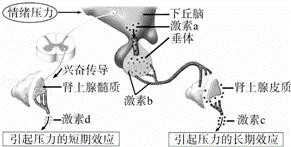 情绪压力
下丘脑
激素a
垂体
兴奋传导
肾上腺髓质
激素b
肾上腺皮质
激素d
激素c
引起压力的短期效应
引起压力的长期效应